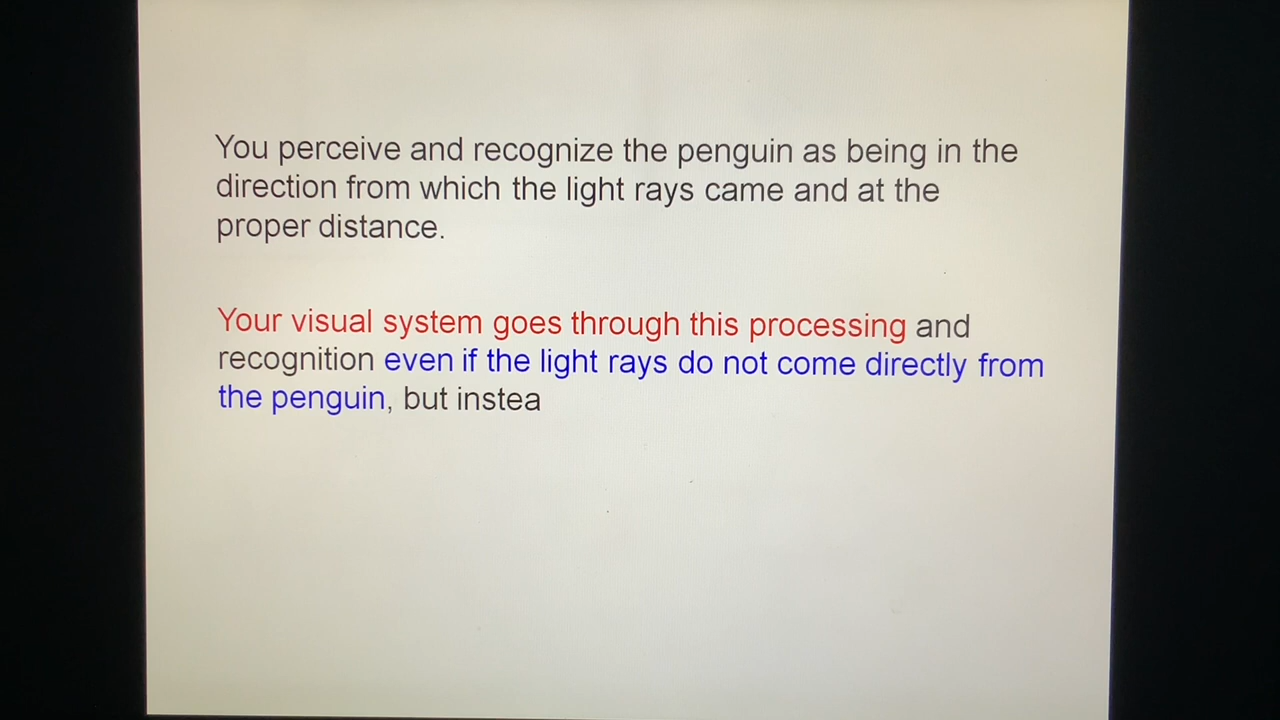 You perceive and recognize the penguin as being in the
direction from which the light rays came and at the
proper distance.
Your visual system goes through this processing and
recognition even if the light rays do not come directly from
the penguin, but instea